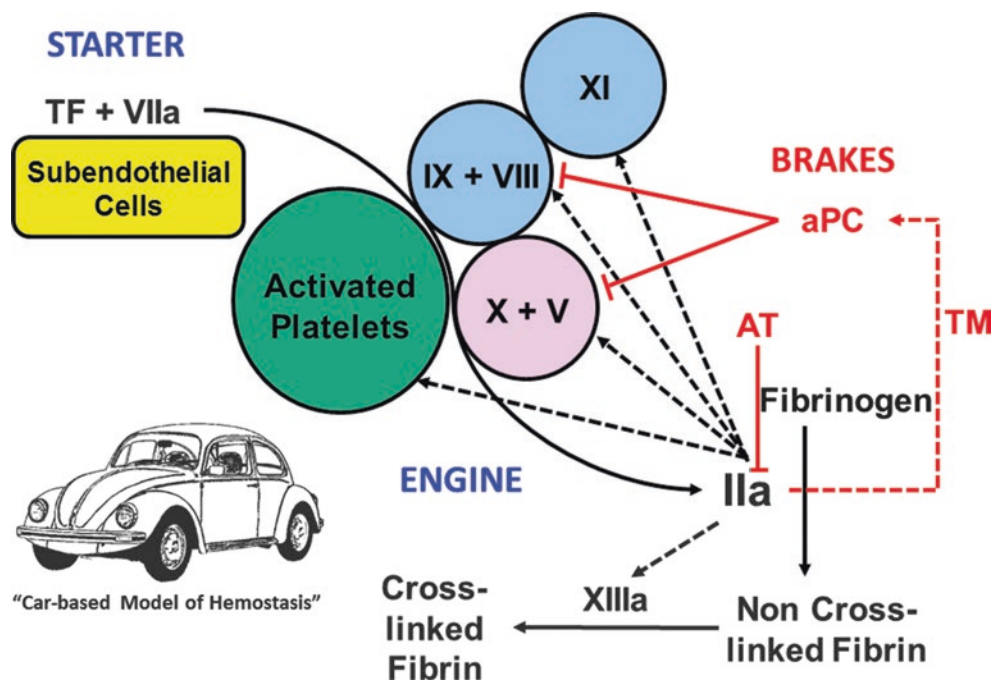 STARTER
TF + VIIa
Subendothelial
Cells
XI
IX + VIII
BRAKES
aPC
Activated
Platelets
X + V
AT
TM
Fibrinogen
ENGINE
IIa
"Car-based Model of Hemostasis"
Cross-
linked
Fibrin
XIIIa
Non Cross-
linked Fibrin